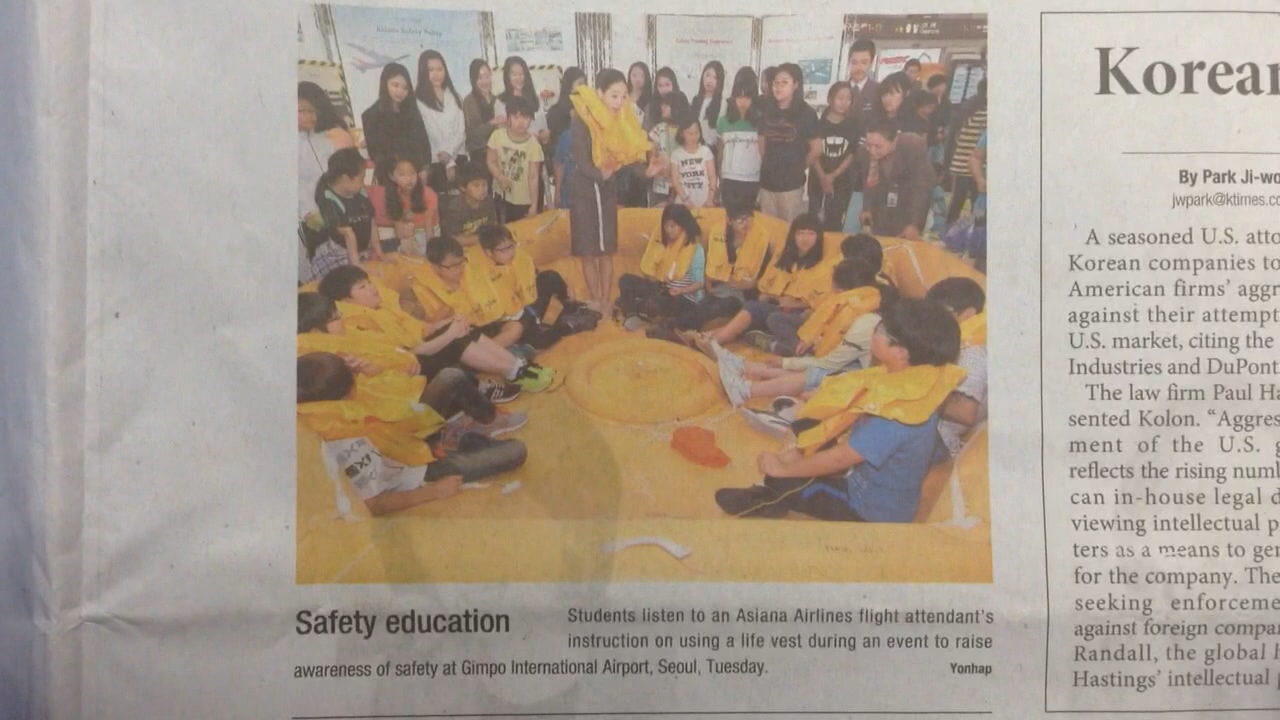 Asiana Safety Policy
NEW
YORK
Safety education
Students listen to an Asiana Airlines flight attendant's
instruction on using a life vest during an event to raise
awareness of safety at Gimpo International Airport, Seoul, Tuesday.
Yonhap
Korean
By Park Ji-wo
jwpark@ktimes.co
A seasoned U.S. atto
Korean companies to
American firms' aggr
against their attempt
U.S. market, citing the
Industries and DuPont
The law firm Paul Ha
sented Kolon. "Aggres
ment of the U.S. g
reflects the rising numb
can in-house legal d
viewing intellectual p
ters as a means to gen
for the company. The
seeking enforceme
against foreign compan
Randall, the global h
Hastings' intellectual p